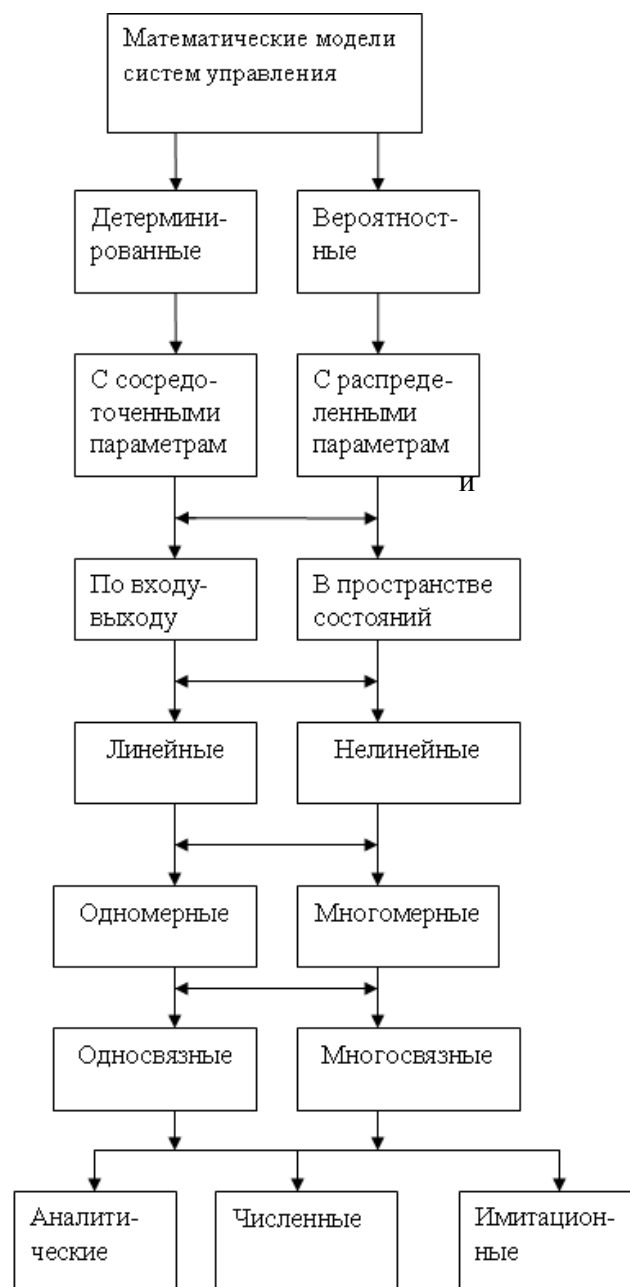 Математические модели
систем управления
Детермини-
рованные
Вероятност-
ные
С сосредо-
точенными
параметрам
С распреде-
ленными
параметрам
и
По входу-
выходу
В пространстве
состояний
Линейные
Нелинейные
Одномерные
Многомерные
Односвязные
Многосвязные
Аналити-
ческие
Численные
Имитацион-
ные